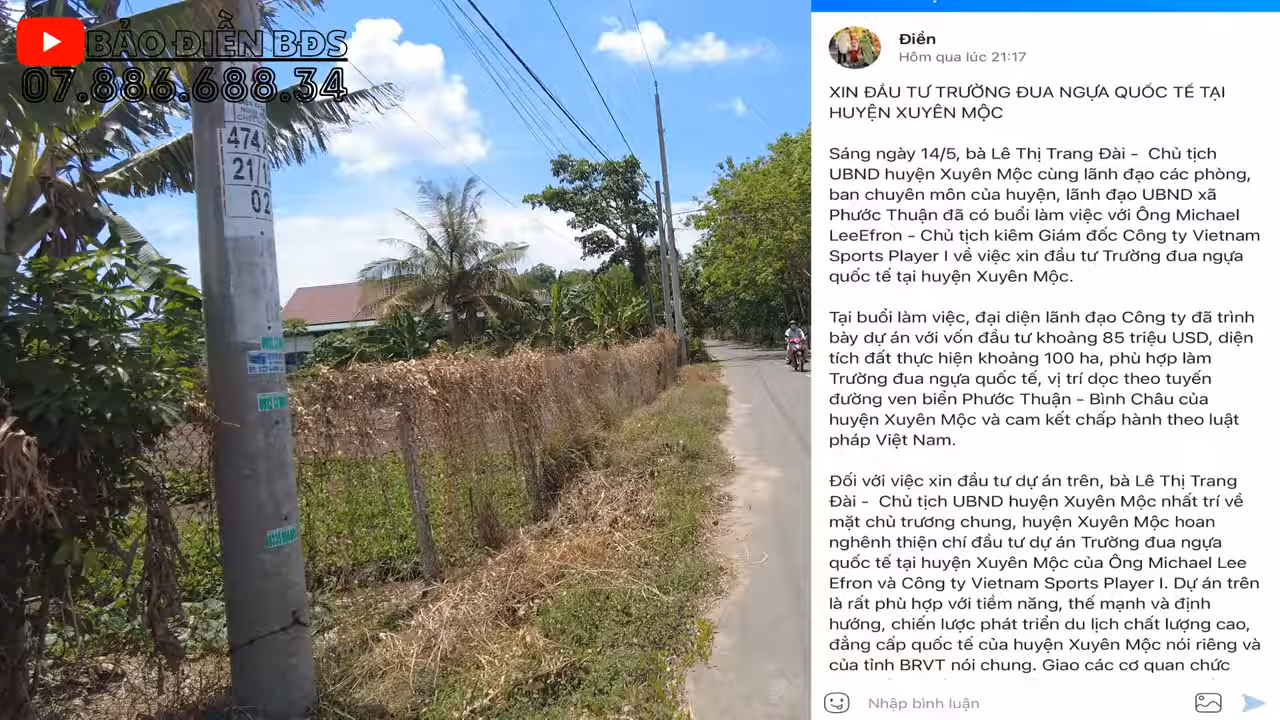 BẢO ĐIỀN BĐS
07.886.688.34
474
21/1
02
Điền
Hôm qua lúc 21:17
XIN ĐẦU TƯ TRƯỜNG ĐUA NGỰA QUỐC TẾ TẠI
HUYỆN XUYÊN MỘC
Sáng ngày 14/5, bà Lê Thị Trang Đài - Chủ tịch
UBND huyện Xuyên Mộc cùng lãnh đạo các phòng,
ban chuyên môn của huyện, lãnh đạo UBND xã
Phước Thuận đã có buổi làm việc với Ông Michael
LeeEfron - Chủ tịch kiêm Giám đốc Công ty Vietnam
Sports Player I về việc xin đầu tư Trường đua ngựa
quốc tế tại huyện Xuyên Mộc.
Tại buổi làm việc, đại diện lãnh đạo Công ty đã trình
bày dự án với vốn đầu tư khoảng 85 triệu USD, diện
tích đất thực hiện khoảng 100 ha, phù hợp làm
Trường đua ngựa quốc tế, vị trí dọc theo tuyến
đường ven biển Phước Thuận - Bình Châu của
huyện Xuyên Mộc và cam kết chấp hành theo luật
pháp Việt Nam.
Đối với việc xin đầu tư dự án trên, bà Lê Thị Trang
Đài - Chủ tịch UBND huyện Xuyên Mộc nhất trí về
mặt chủ trương chung, huyện Xuyên Mộc hoan
nghênh thiện chí đầu tư dự án Trường đua ngựa
quốc tế tại huyện Xuyên Mộc của Ông Michael Lee
Efron và Công ty Vietnam Sports Player I. Dự án trên
là rất phù hợp với tiềm năng, thế mạnh và định
hướng, chiến lược phát triển du lịch chất lượng cao,
đẳng cấp quốc tế của huyện Xuyên Mộc nói riêng và
của tỉnh BRVT nói chung. Giao các cơ quan chức
Nhập bình luận